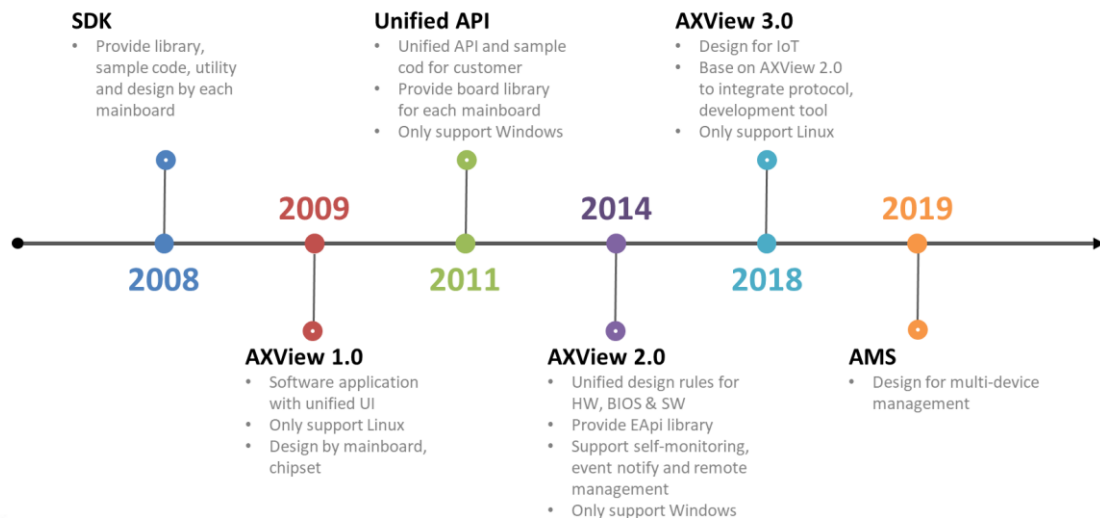 SDK
• Provide library,
sample code, utility
and design by each
mainboard
Unified API
• Unified API and sample
cod for customer
• Provide board library
for each mainboard
• Only support Windows
AXView 3.0
• Design for IoT
• Base on AXView 2.0
to integrate protocol,
development tool
• Only support Linux
2009
2014
2019
2008
2011
2018
AXView 1.0
• Software application
with unified UI
• Only support Linux
• Design by mainboard,
chipset
AXView 2.0
• Unified design rules for
HW, BIOS & SW
• Provide EApi library
• Support self-monitoring,
event notify and remote
management
• Only support Windows
AMS
• Design for multi-device
management